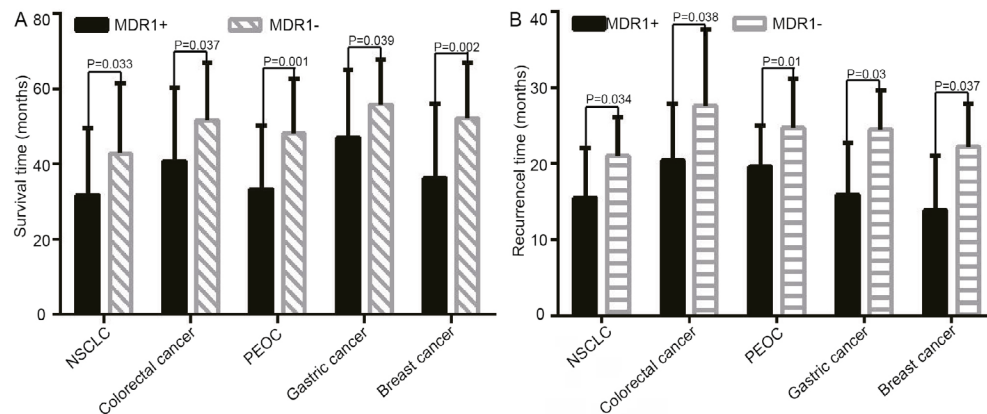 A
MDR1+
MDR1-
Survival time (months)
80
60
40
20
0
P=0.033
P=0.037
P=0.001
P=0.039
P=0.002
NSCLC
Colorectal cancer
PEOC
Gastric cancer
Breast cancer
B
MDR1+
MDR1-
Recurrencel time (months)
40
30
20
10
0
P=0.034
P=0.038
P=0.01
P=0.03
P=0.037
NSCLC
Colorectal cancer
PEOC
Gastric cancer
Breast cancer